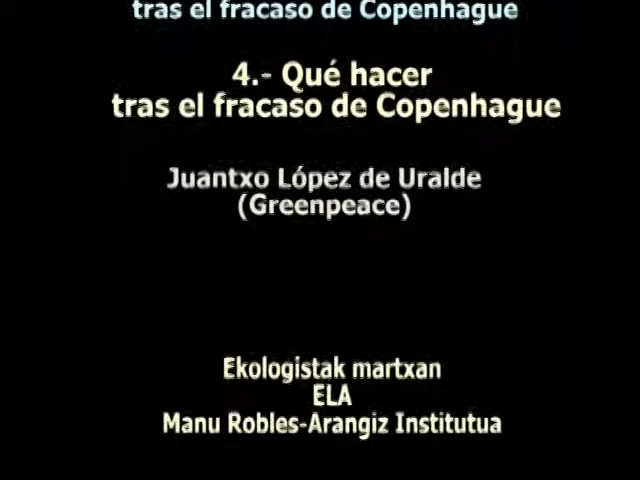 tras el fracaso de Copenhague
4.- Qué hacer
tras el fracaso de Copenhague
Juantxo López de Uralde
(Greenpeace)
Ekologistak martxan
ELA
Manu Robles-Arangiz Institutua